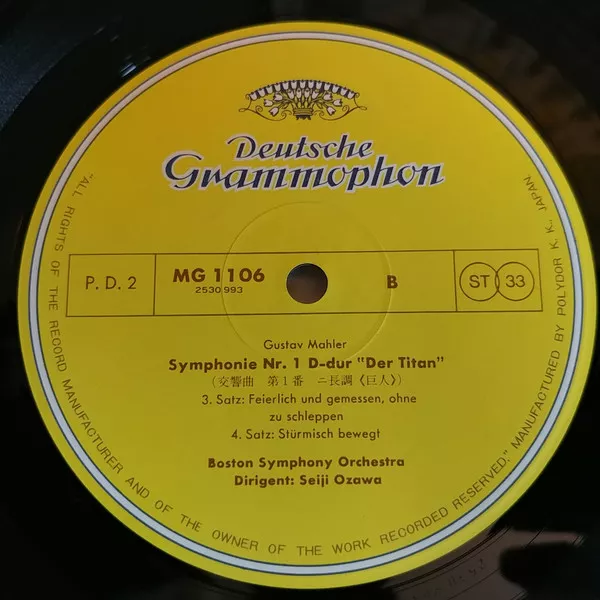 Deutsche
Grammophon
P. D. 2
MG 1106
2530 993
B
ST 33
Gustav Mahler
Symphonie Nr. 1 D-dur "Der Titan"
(交響曲 第1番 ニ長調《巨人》)
3. Satz: Feierlich und gemessen, ohne
zu schleppen
4. Satz: Stürmisch bewegt
Boston Symphony Orchestra
Dirigent: Seiji Ozawa
"ALL RIGHTS OF THE RECORD MANUFACTURER AND OF THE OWNER OF THE WORK RECORDED RESERVED." MANUFACTURED BY POLYDOR K. K., JAPAN.